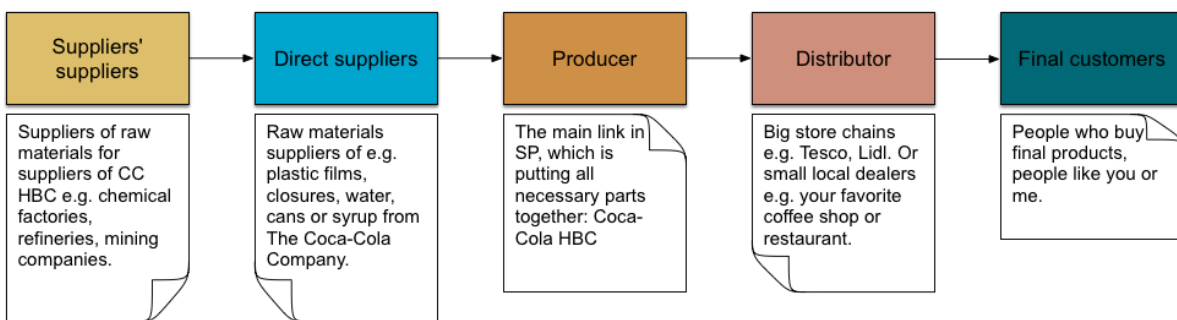 Suppliers'
suppliers
Direct suppliers
Producer
Distributor
Final customers
Suppliers of raw
materials for
suppliers of CC
HBC e.g. chemical
factories,
refineries, mining
companies.
Raw materials
suppliers of e.g.
plastic films,
closures, water,
cans or syrup from
The Coca-Cola
Company.
The main link in
SP, which is
putting all
necessary parts
together: Coca-
Cola HBC
Big store chains
e.g. Tesco, Lidl. Or
small local dealers
e.g. your favorite
coffee shop or
restaurant.
People who buy
final products,
people like you or
me.